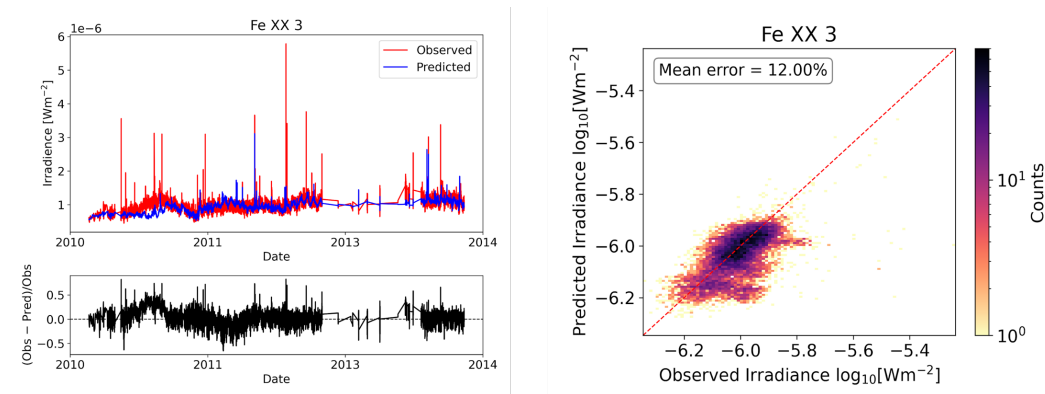 Fe XX 3
1e−6
Irradience [Wm−2]
6
5
4
3
2
1
Observed
Predicted
2010
2011
2013
2014
Date
(Obs − Pred)/Obs
0.5
0.0
−0.5
2010
2011
2013
2014
Date
Fe XX 3
Mean error = 12.00%
Predicted Irradiance log10[Wm−2]
−5.4
−5.6
−5.8
−6.0
−6.2
−6.2
−6.0
−5.8
−5.6
−5.4
Observed Irradiance log10[Wm−2]
10¹
10⁰
Counts